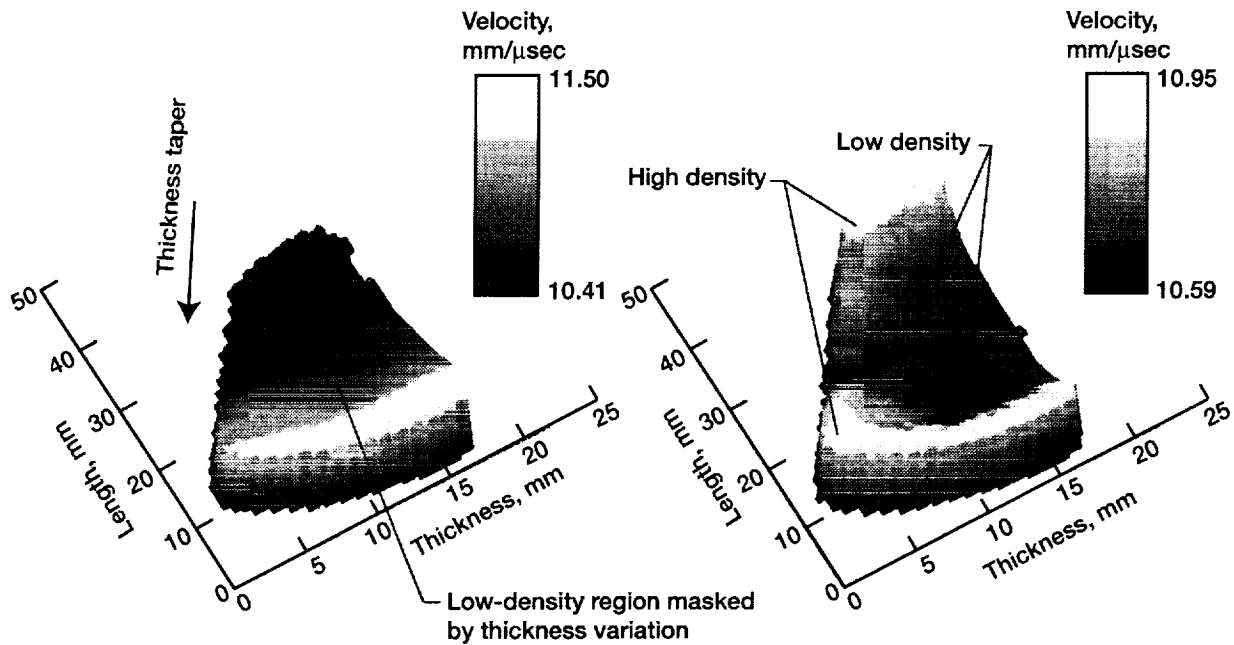 Velocity,
mm/μsec
11.50
10.41
Thickness taper
50
40
30
20
10
0
Length, mm
0
5
10
15
20
25
Thickness, mm
Low-density region masked
by thickness variation
Velocity,
mm/μsec
10.95
10.59
Low density
High density
50
40
30
20
10
0
Length, mm
0
5
10
15
20
25
Thickness, mm